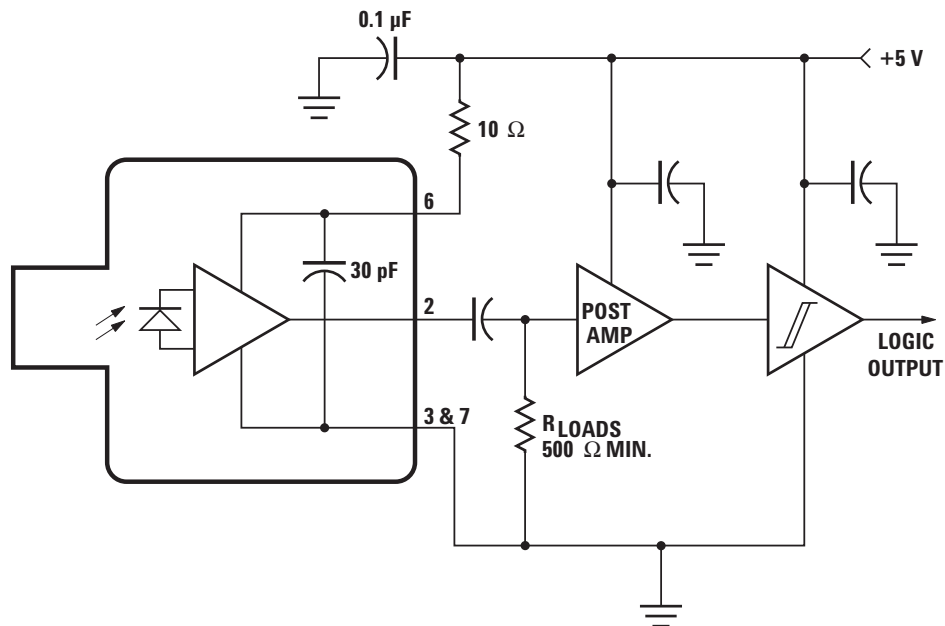 0.1 µF
+5 V
10 Ω
6
30 pF
2
POST
AMP
LOGIC
OUTPUT
3 & 7
RLOADS
500 Ω MIN.